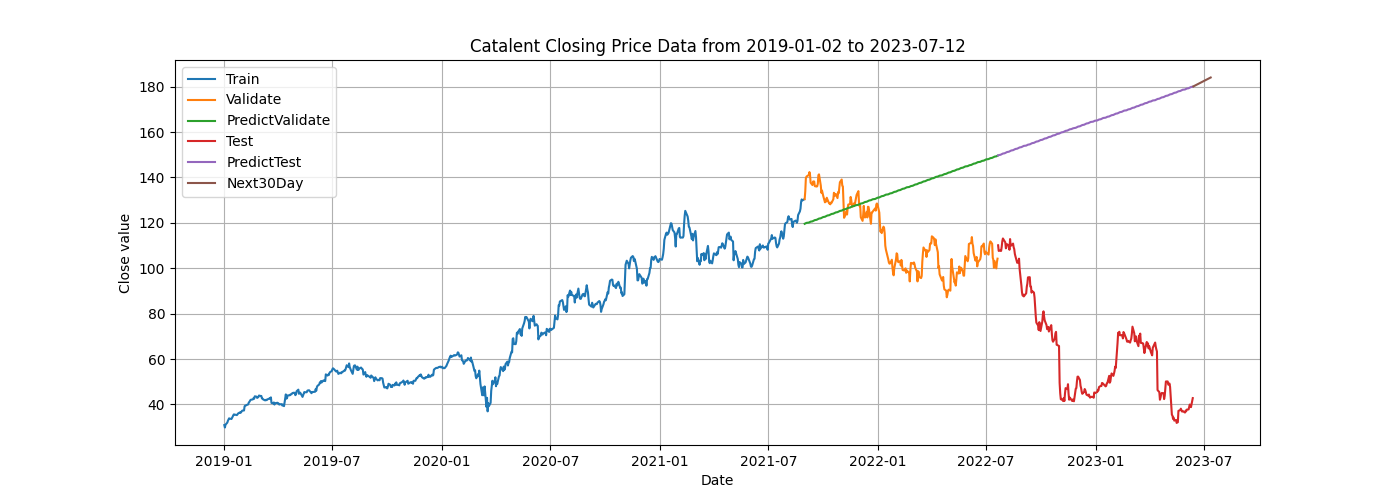 Catalent Closing Price Data from 2019-01-02 to 2023-07-12
Train
Validate
PredictValidate
Test
PredictTest
Next30Day
Close value
180
160
140
120
100
80
60
40
2019-01 2019-07 2020-01 2020-07 2021-01 2021-07 2022-01 2022-07 2023-01 2023-07
Date